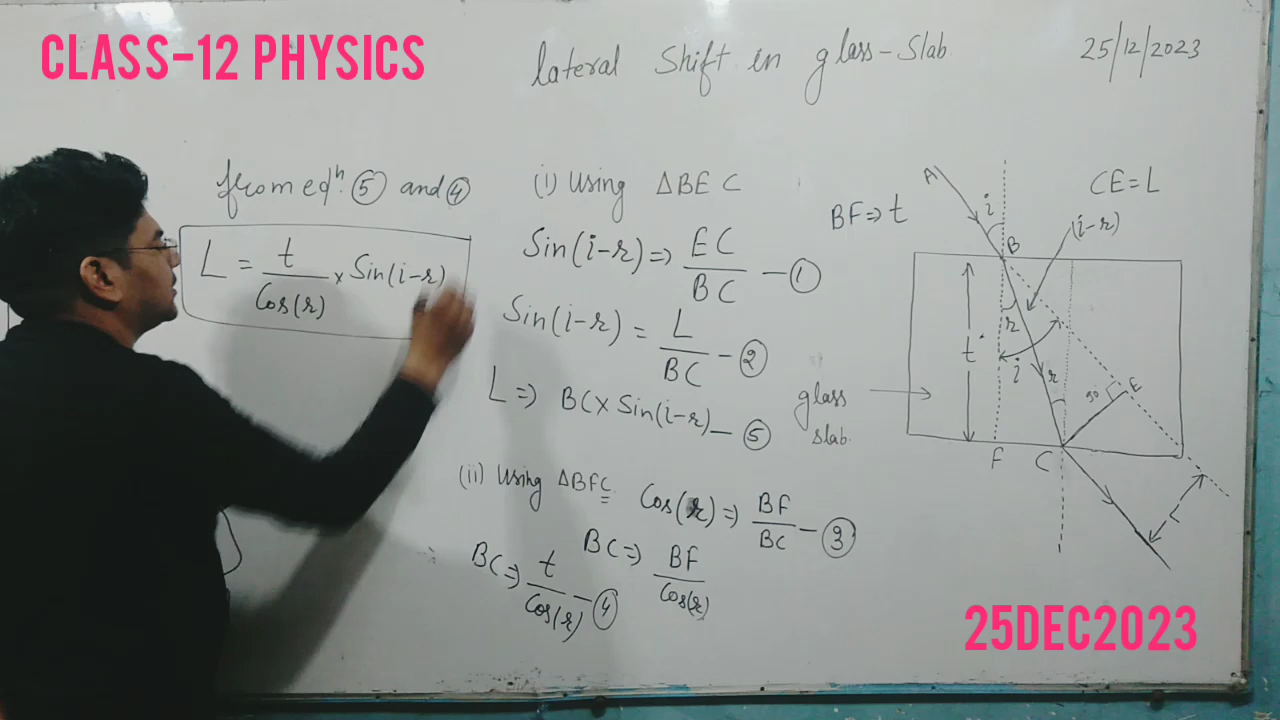 CLASS-12 PHYSICS
lateral Shift in glass-Slab
25/12/2023
from eqⁿ. ⑤ and ④
L = t/Cos(r) × Sin(i-r)
(i) Using ΔBEC
Sin(i-r) ⇒ EC/BC — ①
Sin(i-r) = L/BC — ②
L ⇒ BC × Sin(i-r) — ⑤
(ii) Using ΔBFC
Cos(r) ⇒ BF/BC — ③
BC ⇒ BF/Cos(r)
BC ⇒ t/Cos(r) — ④
BF ⇒ t
CE = L
(i-r)
A
i
B
r
t
i
r
90
E
F
C
L
glass
slab
25DEC2023